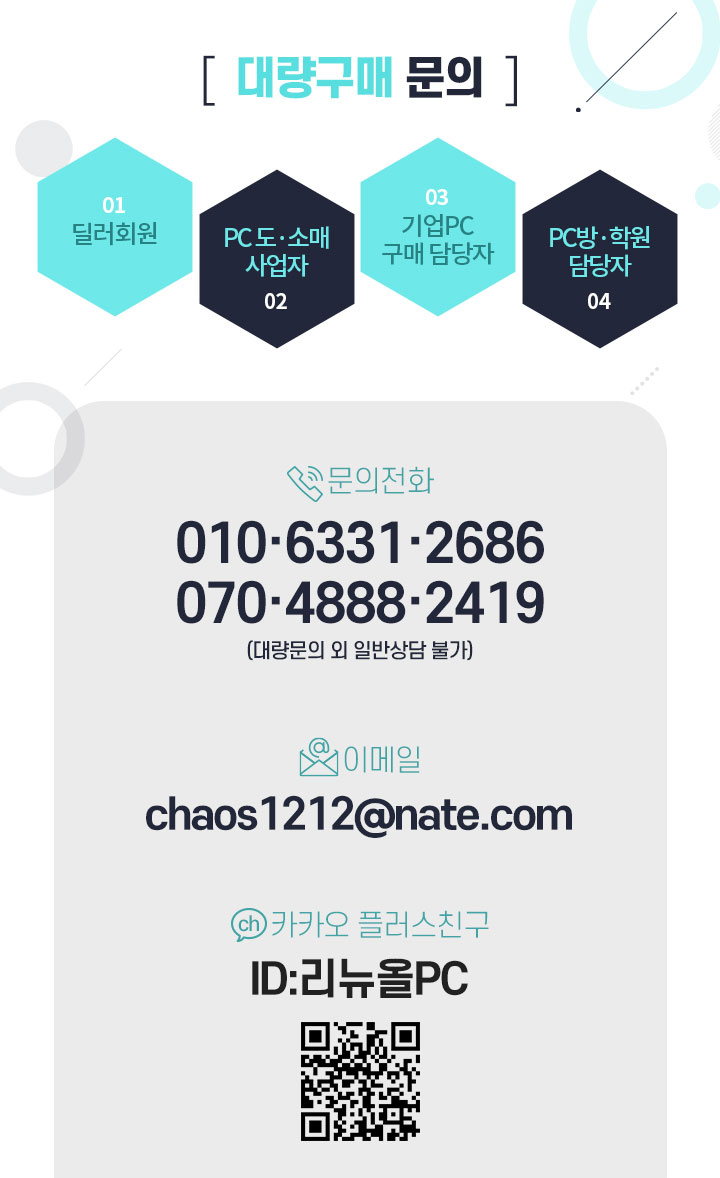 [ 대량구매 문의 ]
01
딜러회원
PC 도·소매
사업자
02
03
기업PC
구매 담당자
PC방·학원
담당자
04
문의전화
010·6331·2686
070·4888·2419
(대량문의 외 일반상담 불가)
@
이메일
chaos1212@nate.com
ch 카카오 플러스친구
ID:리뉴올PC